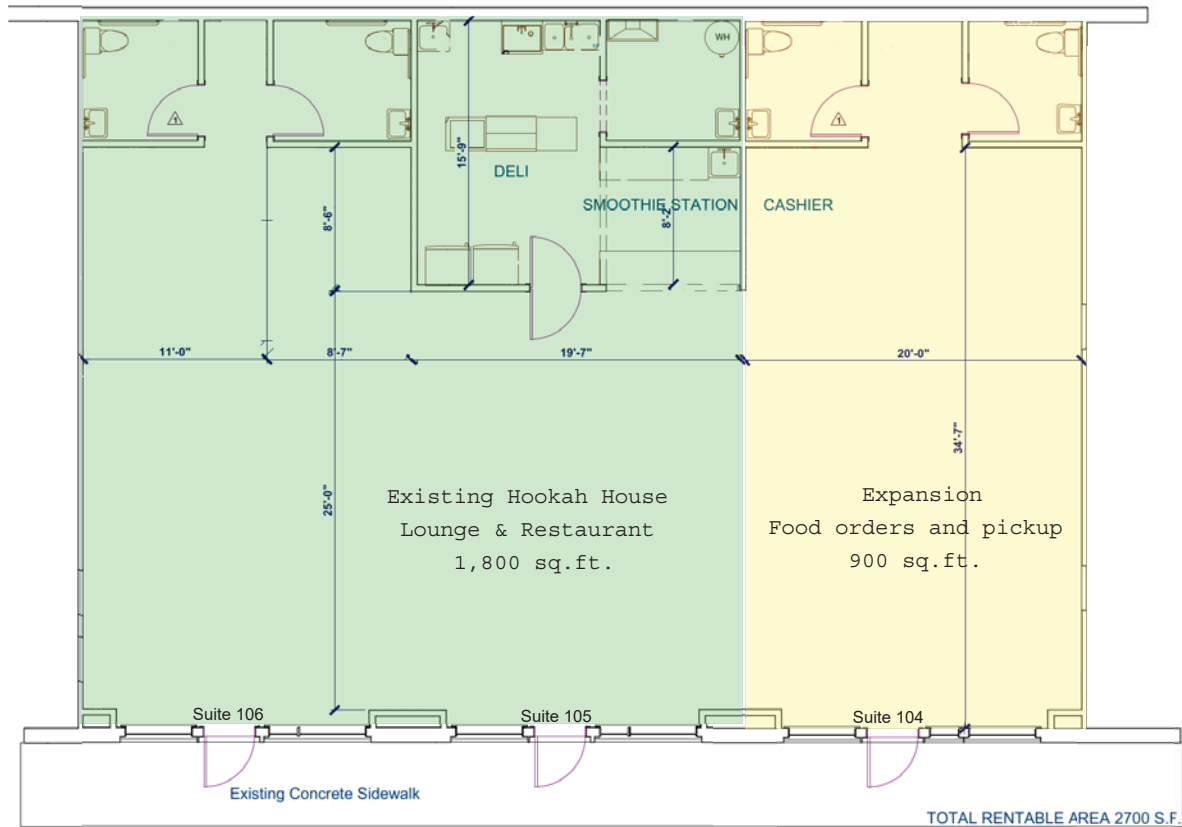 WH
1
1
15'-9"
DELI
SMOOTHIE STATION
CASHIER
8'-6"
8'-2"
11'-0"
8'-7"
19'-7"
20'-0"
34'-7"
25'-0"
Existing Hookah House
Lounge & Restaurant
1,800 sq.ft.
Expansion
Food orders and pickup
900 sq.ft.
Suite 106
Suite 105
Suite 104
Existing Concrete Sidewalk
TOTAL RENTABLE AREA 2700 S.F.